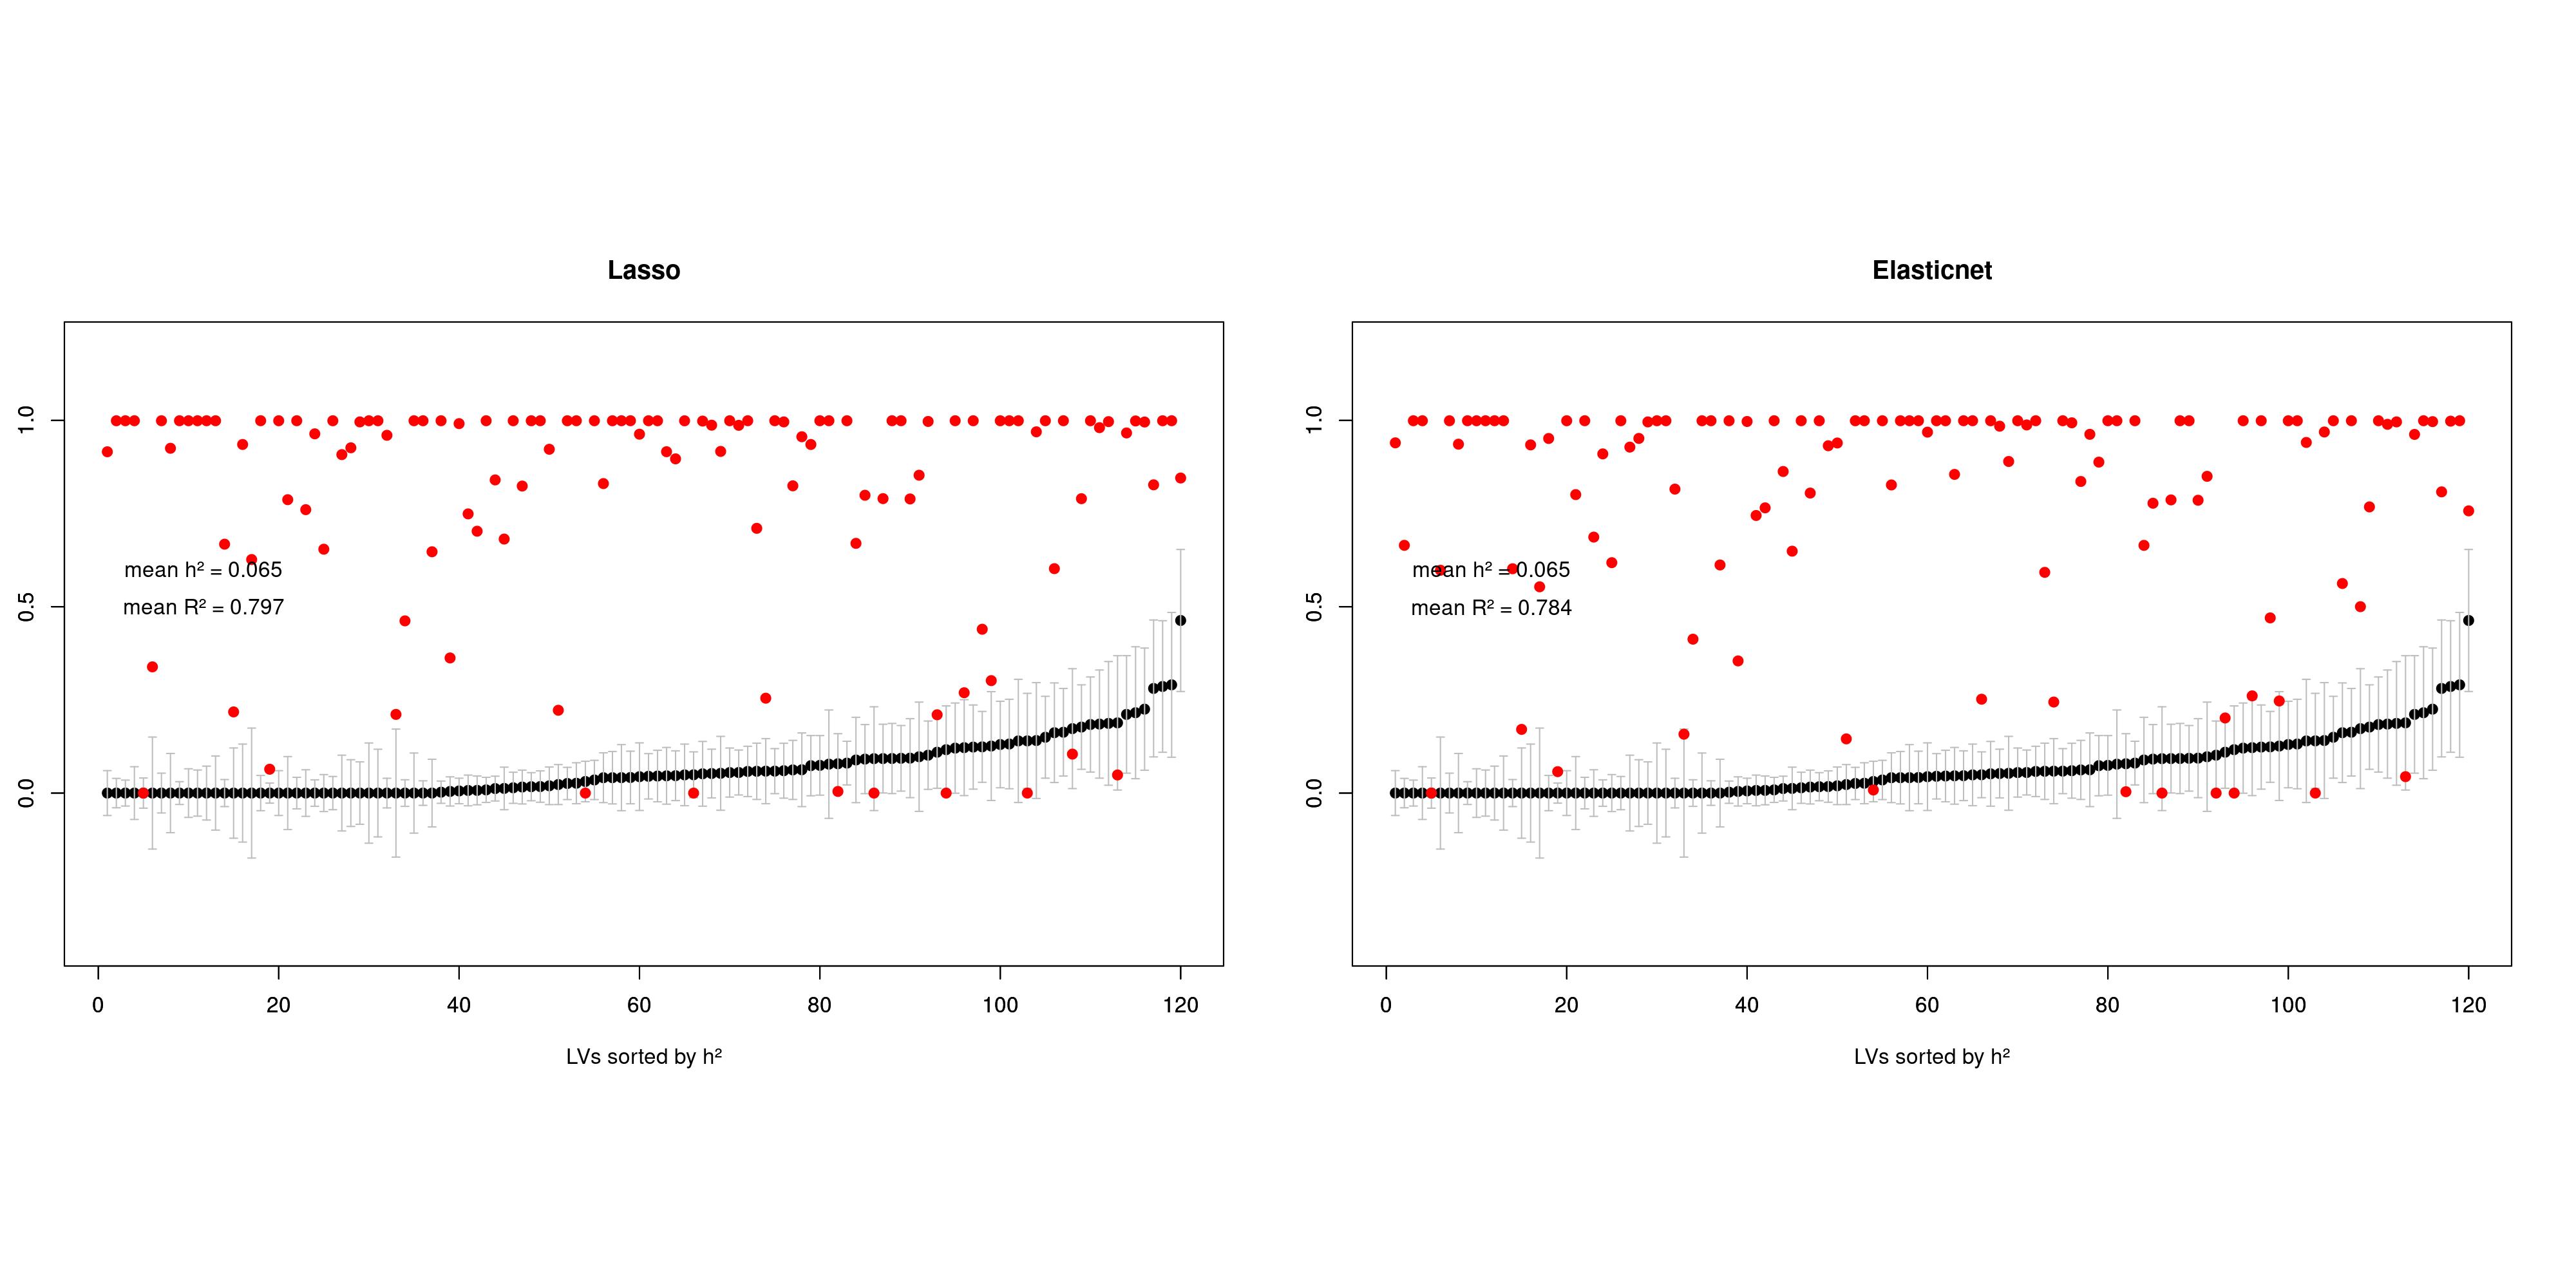 Lasso
1.0
0.5
0.0
mean h² = 0.065
mean R² = 0.797
0 20 40 60 80 100 120
LVs sorted by h²
Elasticnet
1.0
0.5
0.0
mean h² = 0.065
mean R² = 0.784
0 20 40 60 80 100 120
LVs sorted by h²